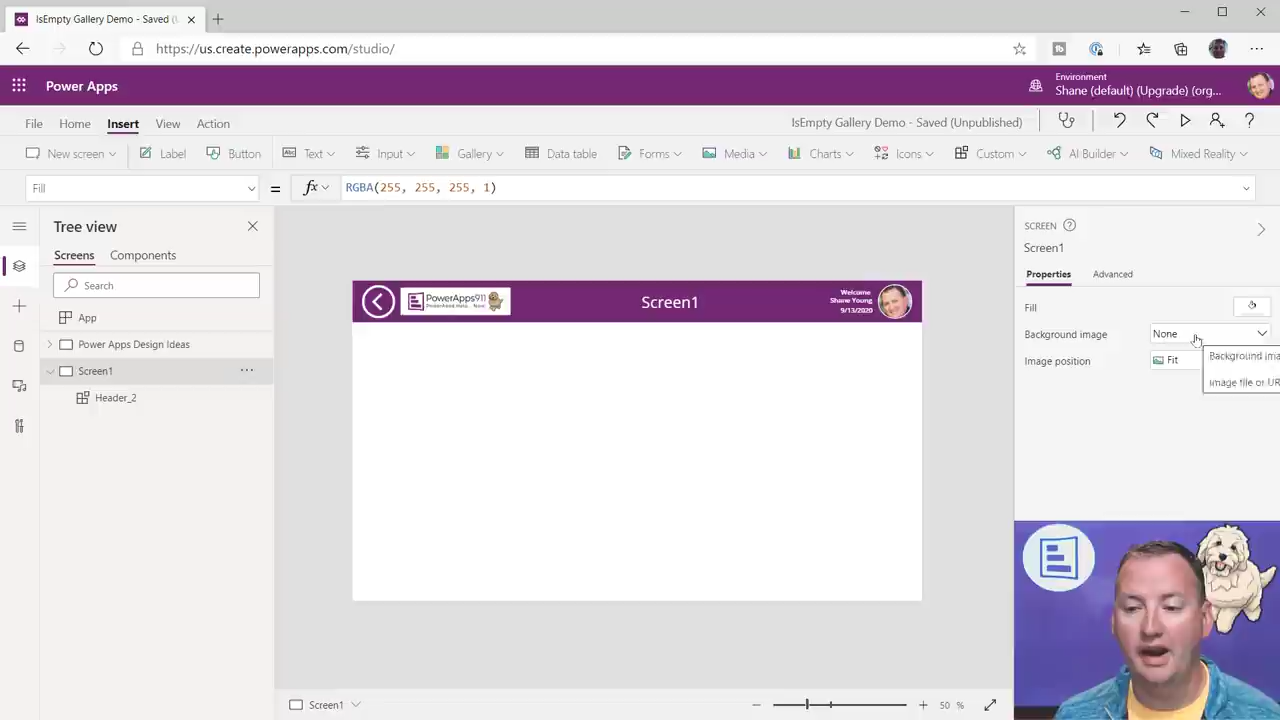 IsEmpty Gallery Demo - Saved (
https://us.create.powerapps.com/studio/
Power Apps
Environment
Shane (default) (Upgrade) (org...
File Home Insert View Action
IsEmpty Gallery Demo - Saved (Unpublished)
New screen Label Button Text Input Gallery Data table Forms Media Charts Icons Custom AI Builder Mixed Reality
Fill = fx RGBA(255, 255, 255, 1)
Tree view
Screens Components
Search
App
Power Apps Design Ideas
Screen1
Header_2
PowerApps911
Screen1
Welcome
Shane Young
9/13/2020
SCREEN
Screen1
Properties Advanced
Fill
Background image None
Background ima
Image position Fit
Image file or UR
Screen1
50 %